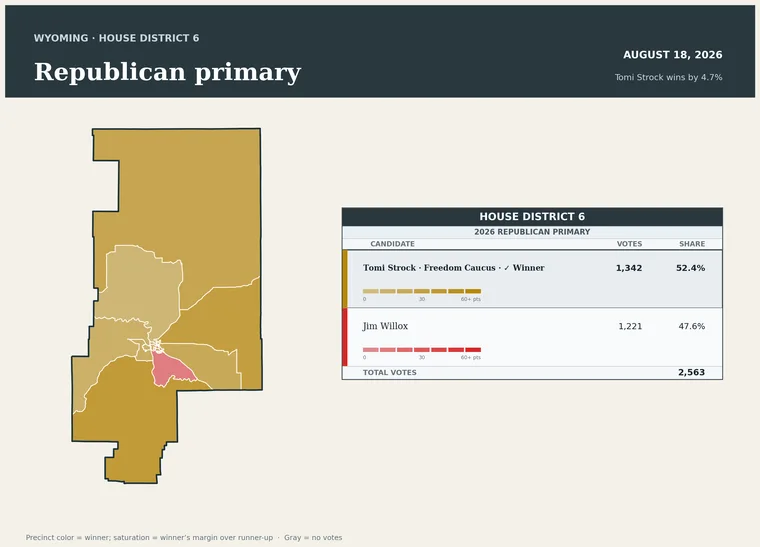 WYOMING · HOUSE DISTRICT 6
Republican primary
AUGUST 18, 2026
Tomi Strock wins by 4.7%
HOUSE DISTRICT 6
2026 REPUBLICAN PRIMARY
CANDIDATE VOTES SHARE
Tomi Strock · Freedom Caucus · ✓ Winner 1,342 52.4%
0 30 60+ pts
Jim Willox 1,221 47.6%
0 30 60+ pts
TOTAL VOTES 2,563
Precinct color = winner; saturation = winner's margin over runner-up · Gray = no votes